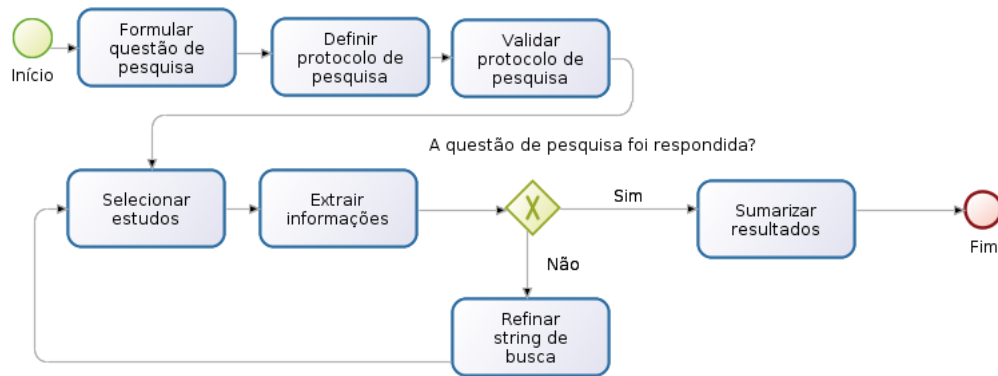 Início
Formular
questão de
pesquisa
Definir
protocolo de
pesquisa
Validar
protocolo de
pesquisa
A questão de pesquisa foi respondida?
Selecionar
estudos
Extrair
informações
X
Sim
Sumarizar
resultados
Fim
Não
Refinar
string de
busca